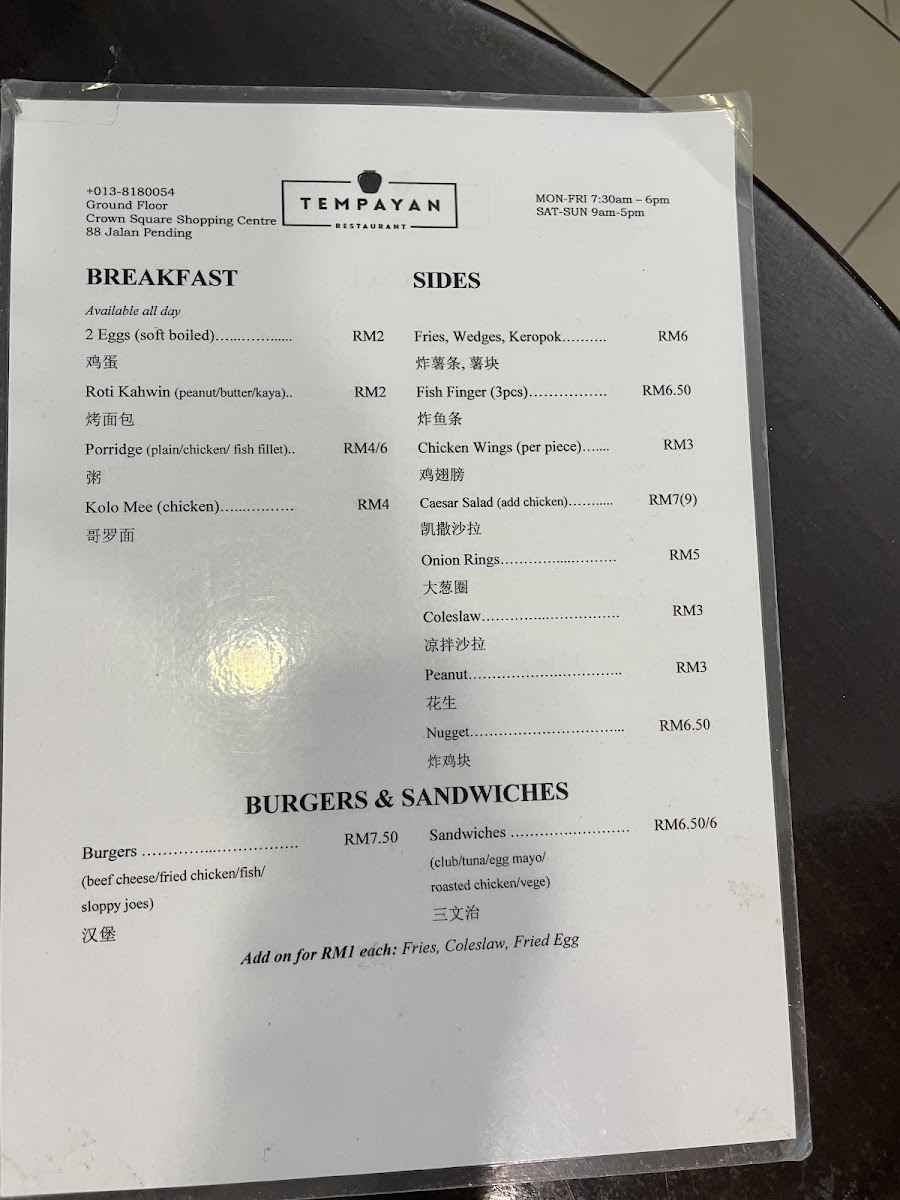 +013-8180054
Ground Floor
Crown Square Shopping Centre
88 Jalan Pending
TEMPAYAN
RESTAURANT
MON-FRI 7:30am – 6pm
SAT-SUN 9am-5pm
BREAKFAST
Available all day
2 Eggs (soft boiled)…..……...... RM2
鸡蛋
Roti Kahwin (peanut/butter/kaya).. RM2
烤面包
Porridge (plain/chicken/ fish fillet).. RM4/6
粥
Kolo Mee (chicken)…...…..…… RM4
哥罗面
SIDES
Fries, Wedges, Keropok………. RM6
炸薯条, 薯块
Fish Finger (3pcs)……………. RM6.50
炸鱼条
Chicken Wings (per piece)….... RM3
鸡翅膀
Caesar Salad (add chicken)……..... RM7(9)
凯撒沙拉
Onion Rings…………....………. RM5
大葱圈
Coleslaw…………..……………. RM3
凉拌沙拉
Peanut……………….………….. RM3
花生
Nugget…………………………... RM6.50
炸鸡块
BURGERS & SANDWICHES
Burgers …………...……………. RM7.50
(beef cheese/fried chicken/fish/
sloppy joes)
汉堡
Sandwiches ………….………… RM6.50/6
(club/tuna/egg mayo/
roasted chicken/vege)
三文治
Add on for RM1 each: Fries, Coleslaw, Fried Egg